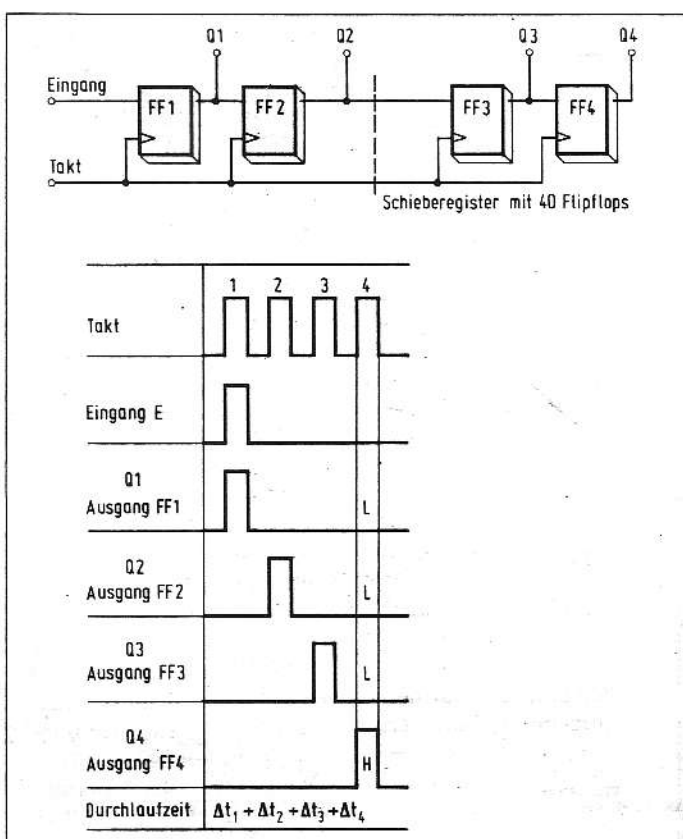 Q1 Q2 Q3 Q4
Eingang
FF1 FF2 FF3 FF4
Takt
Schieberegister mit 40 Flipflops
1 2 3 4
Takt
Eingang E
Q1
Ausgang FF1 L
Q2
Ausgang FF2 L
Q3
Ausgang FF3 L
Q4
Ausgang FF4 H
Durchlaufzeit Δt₁ + Δt₂ + Δt₃ + Δt₄